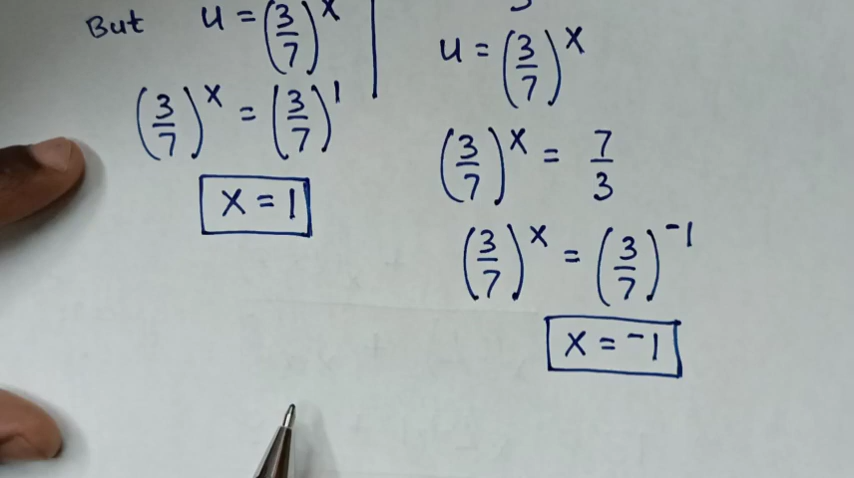 But u = (3/7)^x
(3/7)^x = (3/7)^1
x = 1
u = (3/7)^x
(3/7)^x = 7/3
(3/7)^x = (3/7)^-1
x = -1